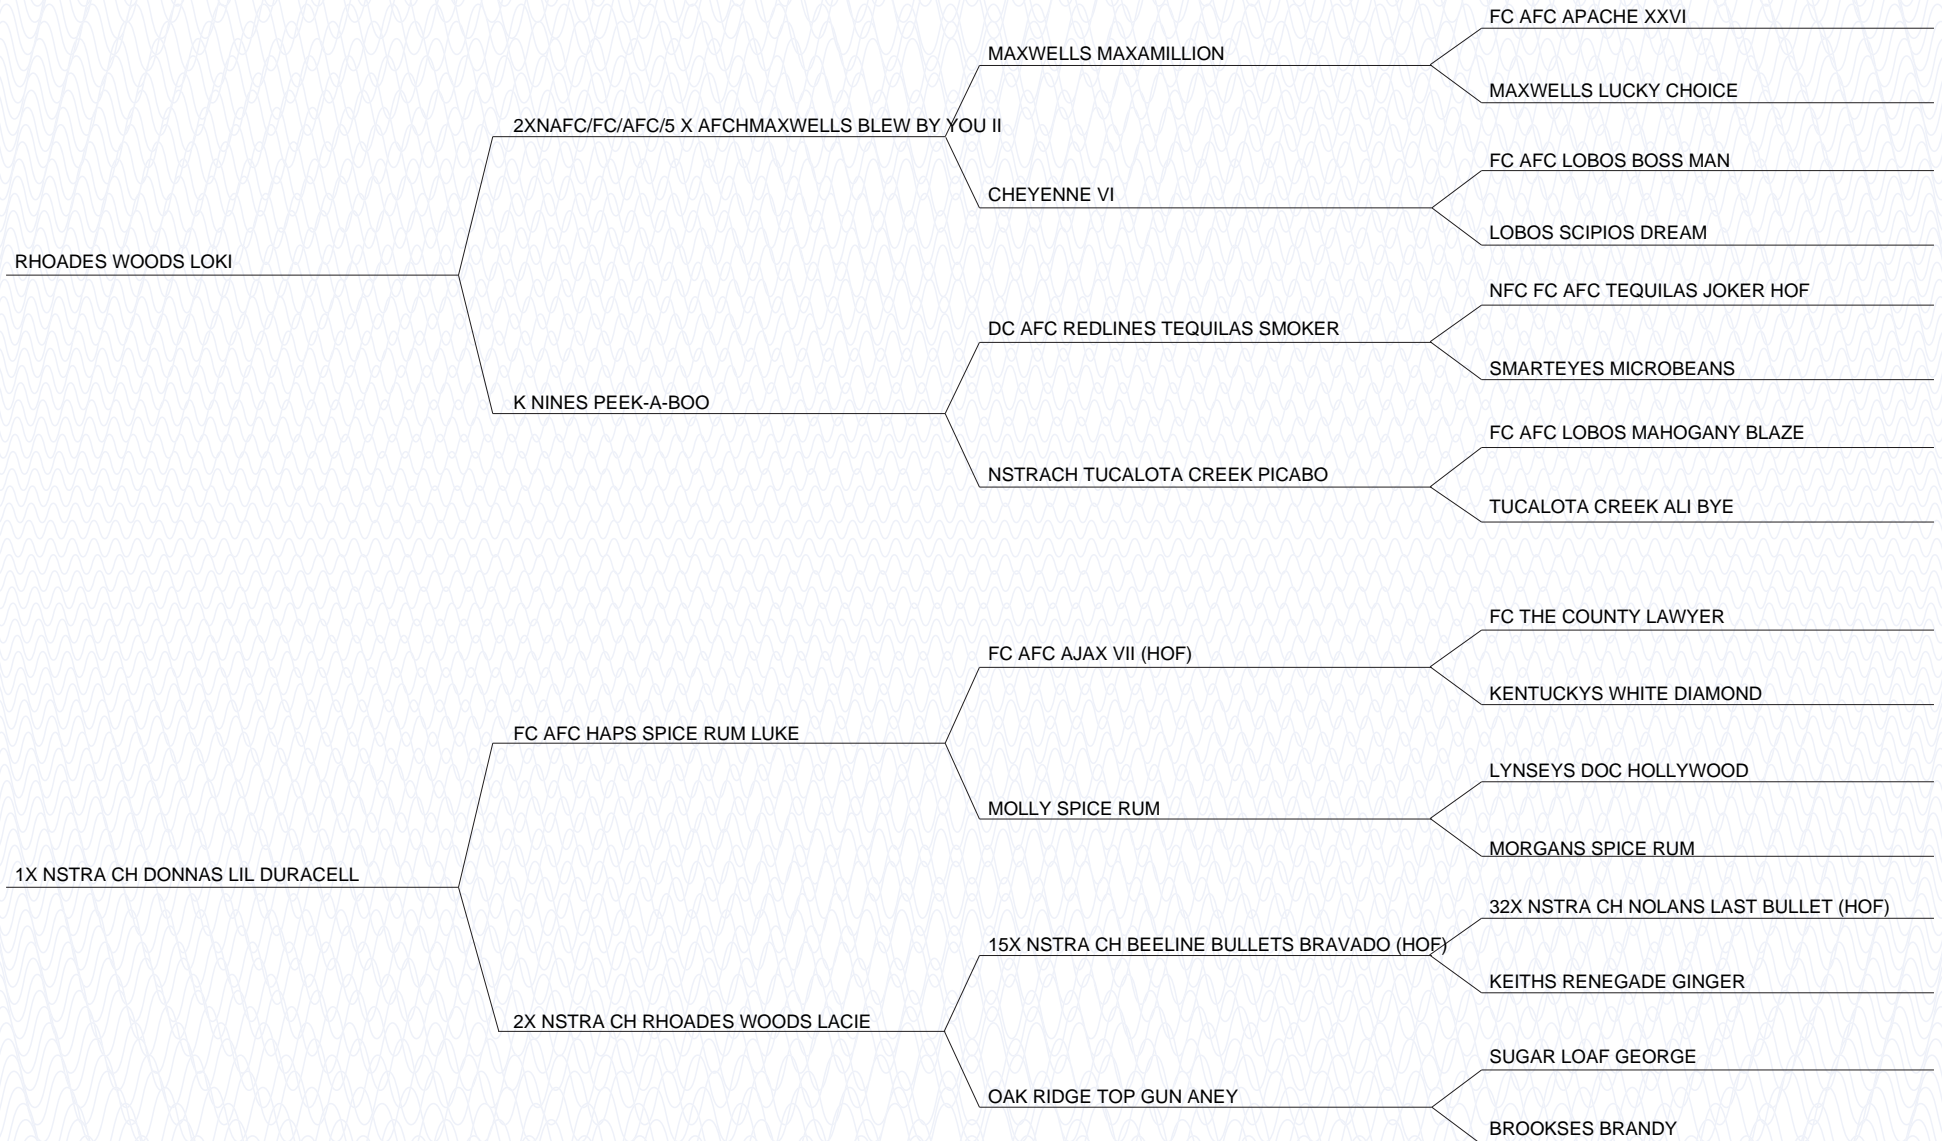 FC AFC APACHE XXVI
MAXWELLS MAXAMILLION
MAXWELLS LUCKY CHOICE
2XNAFC/FC/AFC/5 X AFCHMAXWELLS BLEW BY YOU II
FC AFC LOBOS BOSS MAN
CHEYENNE VI
LOBOS SCIPIOS DREAM
RHOADES WOODS LOKI
NFC FC AFC TEQUILAS JOKER HOF
DC AFC REDLINES TEQUILAS SMOKER
SMARTEYES MICROBEANS
K NINES PEEK-A-BOO
FC AFC LOBOS MAHOGANY BLAZE
NSTRACH TUCALOTA CREEK PICABO
TUCALOTA CREEK ALI BYE
FC THE COUNTY LAWYER
FC AFC AJAX VII (HOF)
KENTUCKYS WHITE DIAMOND
FC AFC HAPS SPICE RUM LUKE
LYNSEYS DOC HOLLYWOOD
MOLLY SPICE RUM
MORGANS SPICE RUM
1X NSTRA CH DONNAS LIL DURACELL
32X NSTRA CH NOLANS LAST BULLET (HOF)
15X NSTRA CH BEELINE BULLETS BRAVADO (HOF)
KEITHS RENEGADE GINGER
2X NSTRA CH RHOADES WOODS LACIE
SUGAR LOAF GEORGE
OAK RIDGE TOP GUN ANEY
BROOKSES BRANDY